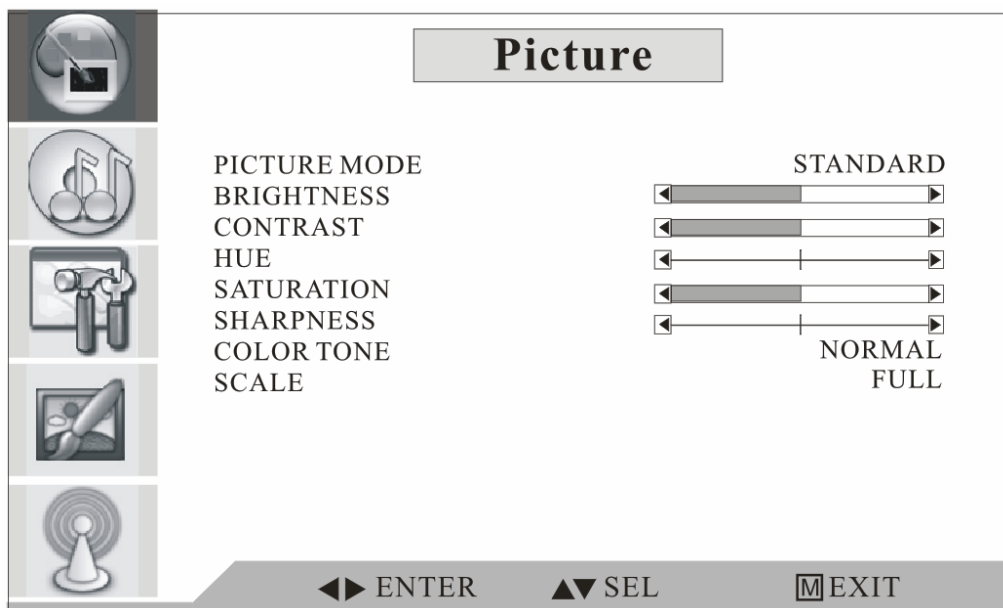 Picture
PICTURE MODE STANDARD
BRIGHTNESS
CONTRAST
HUE
SATURATION
SHARPNESS
COLOR TONE NORMAL
SCALE FULL
◀▶ ENTER ▲▼ SEL M EXIT